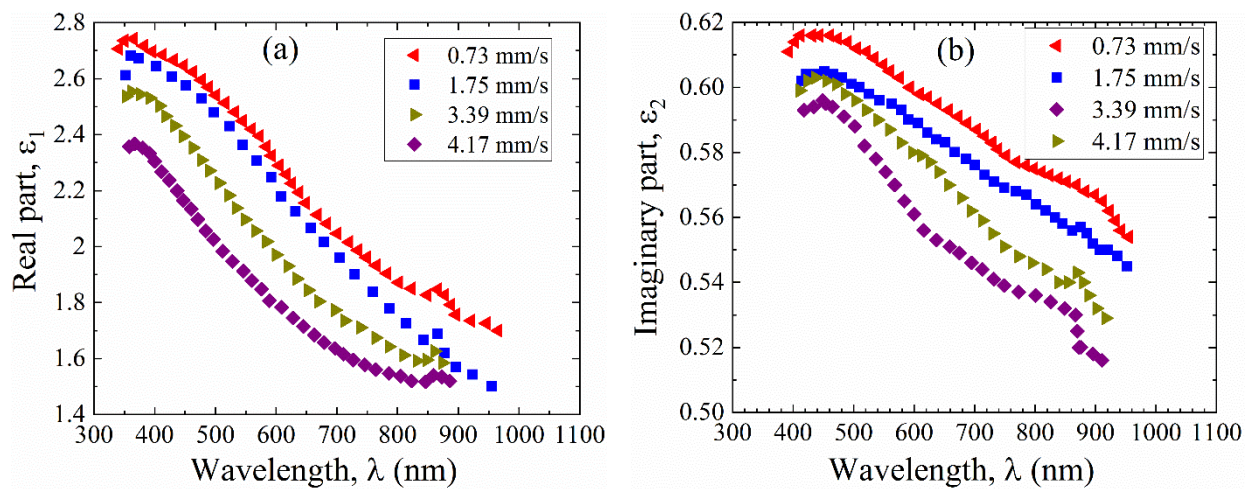 (a)
0.73 mm/s
1.75 mm/s
3.39 mm/s
4.17 mm/s
Real part, ε1
2.8
2.6
2.4
2.2
2
1.8
1.6
1.4
300 400 500 600 700 800 900 1000 1100
Wavelength, λ (nm)
(b)
0.73 mm/s
1.75 mm/s
3.39 mm/s
4.17 mm/s
Imaginary part, ε2
0.62
0.60
0.58
0.56
0.54
0.52
0.50
300 400 500 600 700 800 900 1000 1100
Wavelength, λ (nm)